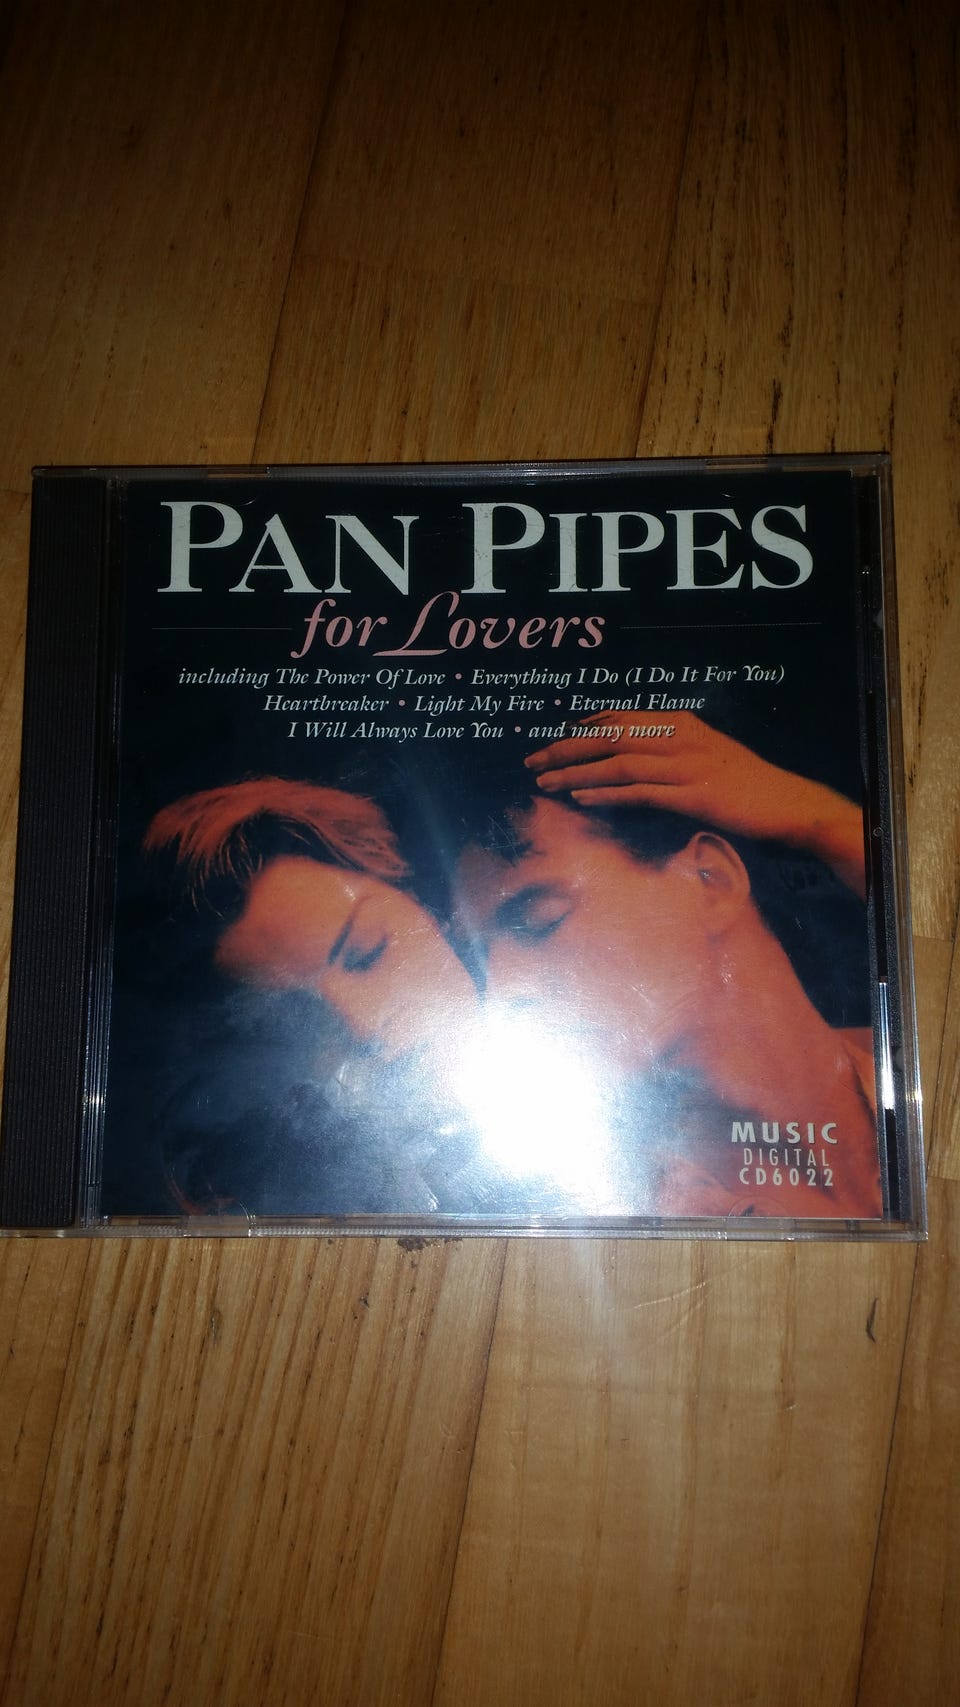 PAN PIPES
for Lovers
including The Power Of Love • Everything I Do (I Do It For You)
Heartbreaker • Light My Fire • Eternal Flame
I Will Always Love You • and many more
MUSIC
DIGITAL
CD6022